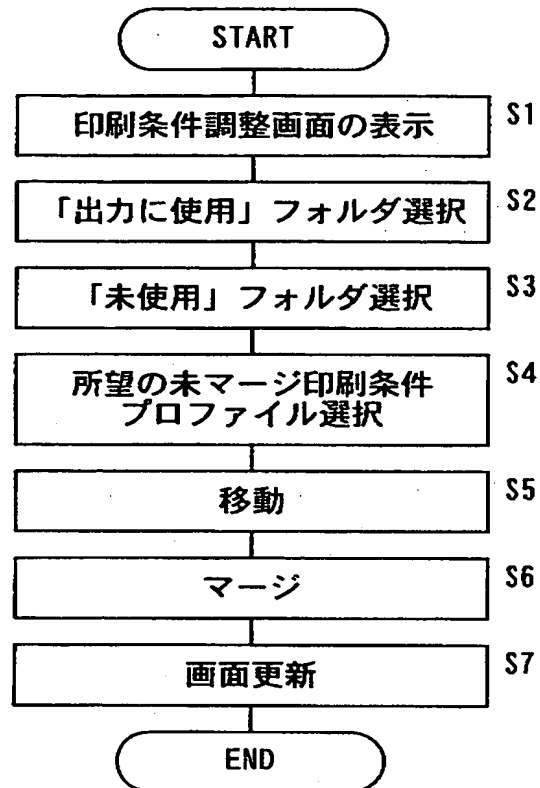 START
印刷条件調整画面の表示 S1
「出力に使用」フォルダ選択 S2
「未使用」フォルダ選択 S3
所望の未マージ印刷条件 S4
プロファイル選択
移動 S5
マージ S6
画面更新 S7
END